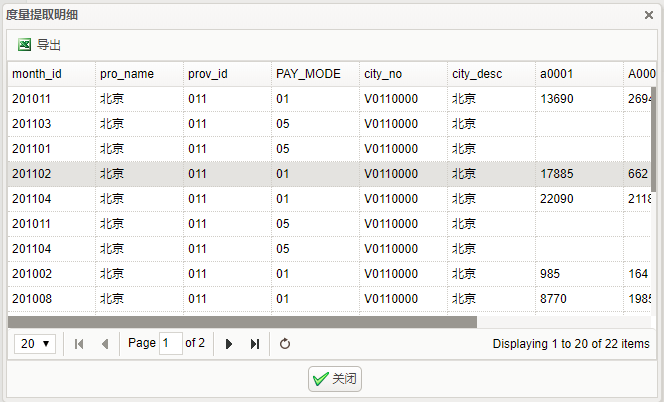 度量提取明细
导出
month_id pro_name prov_id PAY_MODE city_no city_desc a0001 A000
201011 北京 011 01 V0110000 北京 13690 2694
201103 北京 011 05 V0110000 北京
201101 北京 011 05 V0110000 北京
201102 北京 011 01 V0110000 北京 17885 662
201104 北京 011 01 V0110000 北京 22090 2118
201011 北京 011 05 V0110000 北京
201104 北京 011 05 V0110000 北京
201002 北京 011 01 V0110000 北京 985 164
201008 北京 011 01 V0110000 北京 8770 1985
20 Page 1 of 2 Displaying 1 to 20 of 22 items
关闭